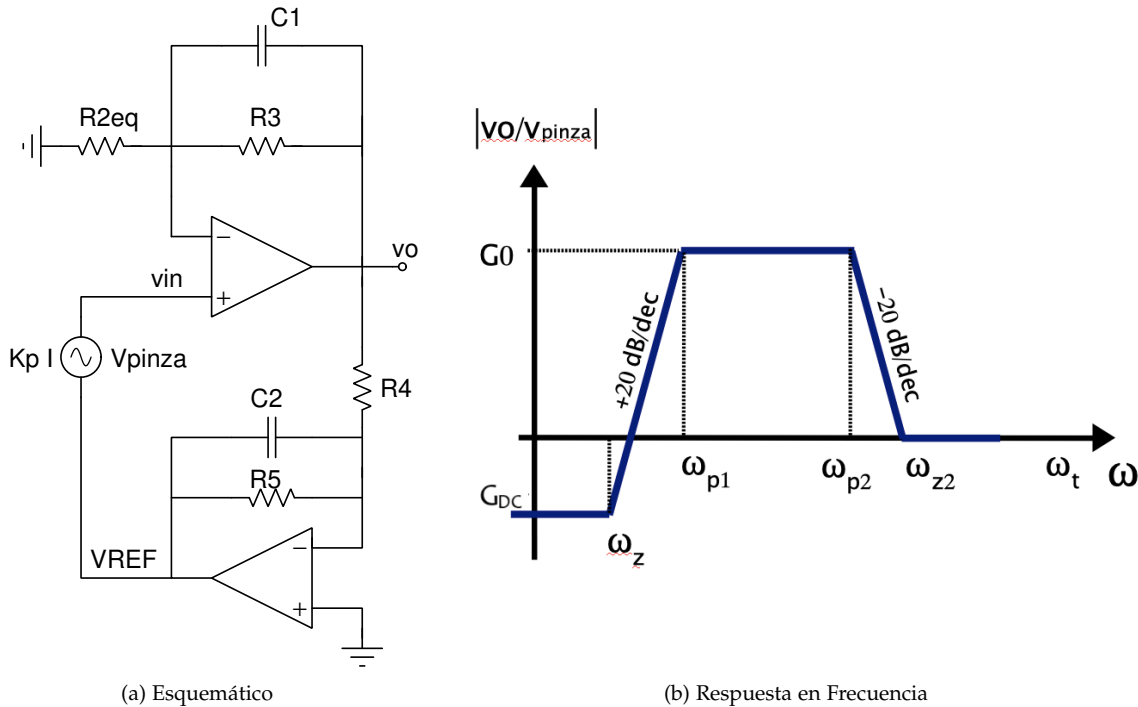 C1
R2eq
R3
−
+
vo
vin
Kp I
Vpinza
R4
C2
R5
VREF
−
+
(a) Esquemático
|VO/Vpinza|
G0
+20 dB/dec
−20 dB/dec
ωp1
ωp2
ωz2
ωt
ω
GDC
ωz
(b) Respuesta en Frecuencia